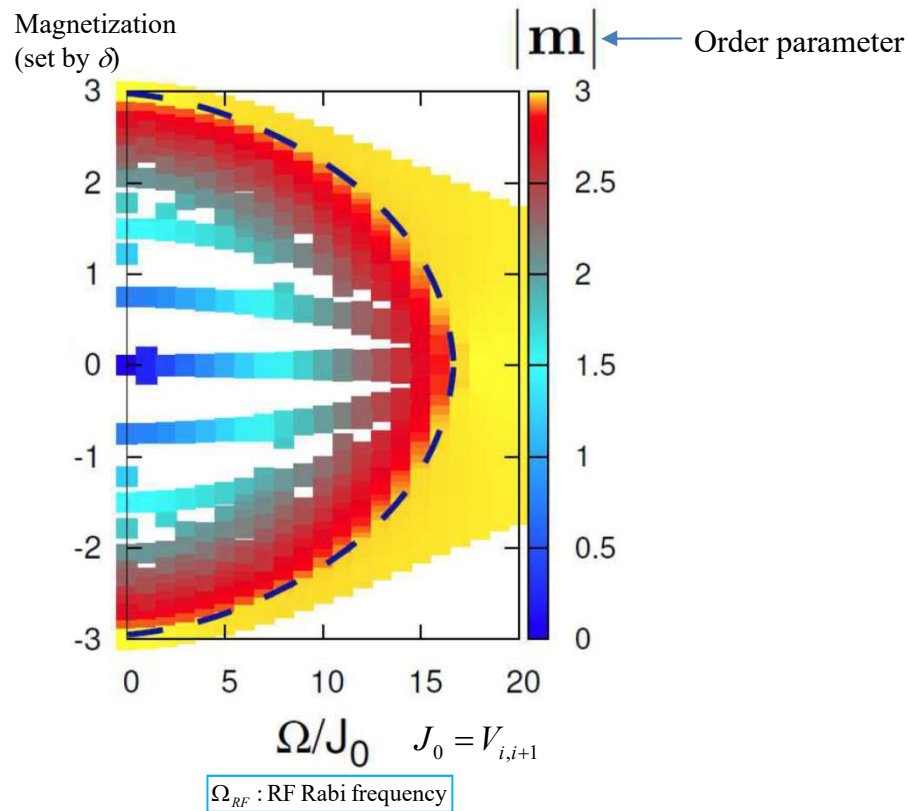 Magnetization
(set by δ)
|m|
Order parameter
3
2
1
0
-1
-2
-3
3
2.5
2
1.5
1
0.5
0
0 5 10 15 20
Ω/J₀ J₀ = Vᵢ,ᵢ₊₁
Ω_RF : RF Rabi frequency